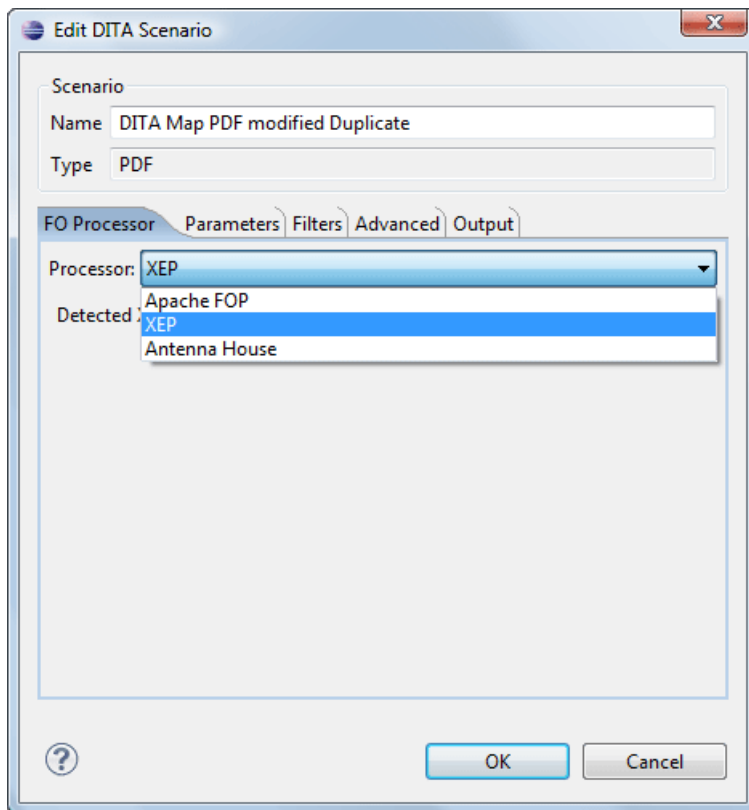 Edit DITA Scenario
Scenario
Name DITA Map PDF modified Duplicate
Type PDF
FO Processor Parameters Filters Advanced Output
Processor: XEP
Apache FOP
Detected
XEP
Antenna House
OK Cancel